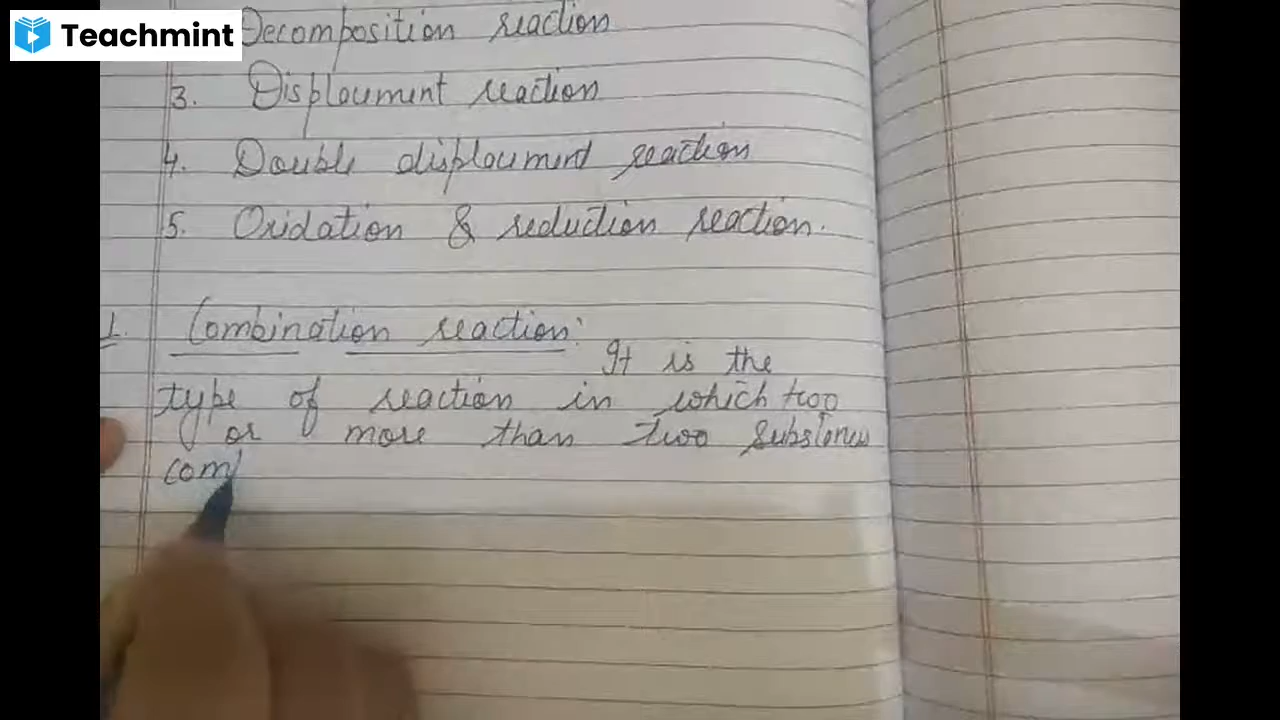 Teachmint
Decomposition reaction
3. Displacement reaction
4. Double displacement reaction
5. Oxidation & reduction reaction.
1. Combination reaction:
It is the
type of reaction in which two
or more than two substances
com